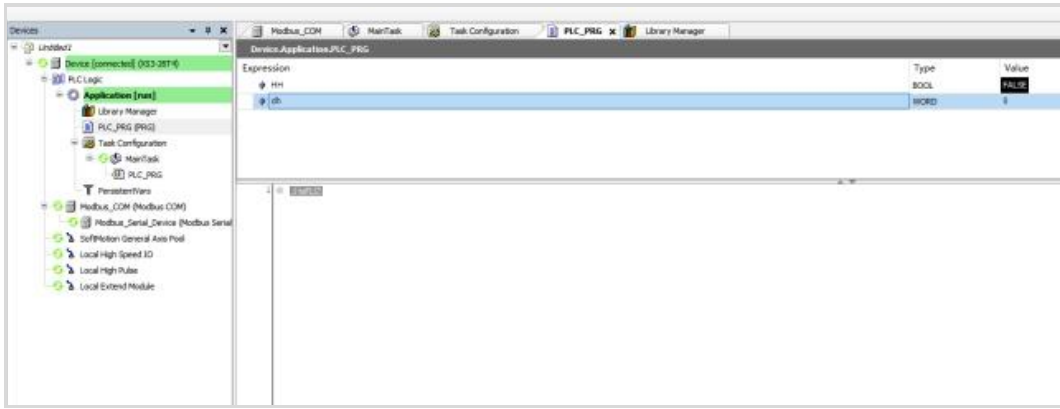 Devices
Modbus_COM MainTask Task Configuration PLC_PRG Library Manager
Untitled2
Device.Application.PLC_PRG
Device [connected] (XS3-26T4)
Expression Type Value
PLC Logic
HH BOOL FALSE
Application [run]
dh WORD
Library Manager
PLC_PRG (PRG)
Task Configuration
MainTask
PLC_PRG
PersistentVars
1
Modbus_COM (Modbus COM)
Modbus_Serial_Device (Modbus Serial
SoftMotion General Axis Pool
Local High Speed IO
Local High Pulse
Local Extend Module